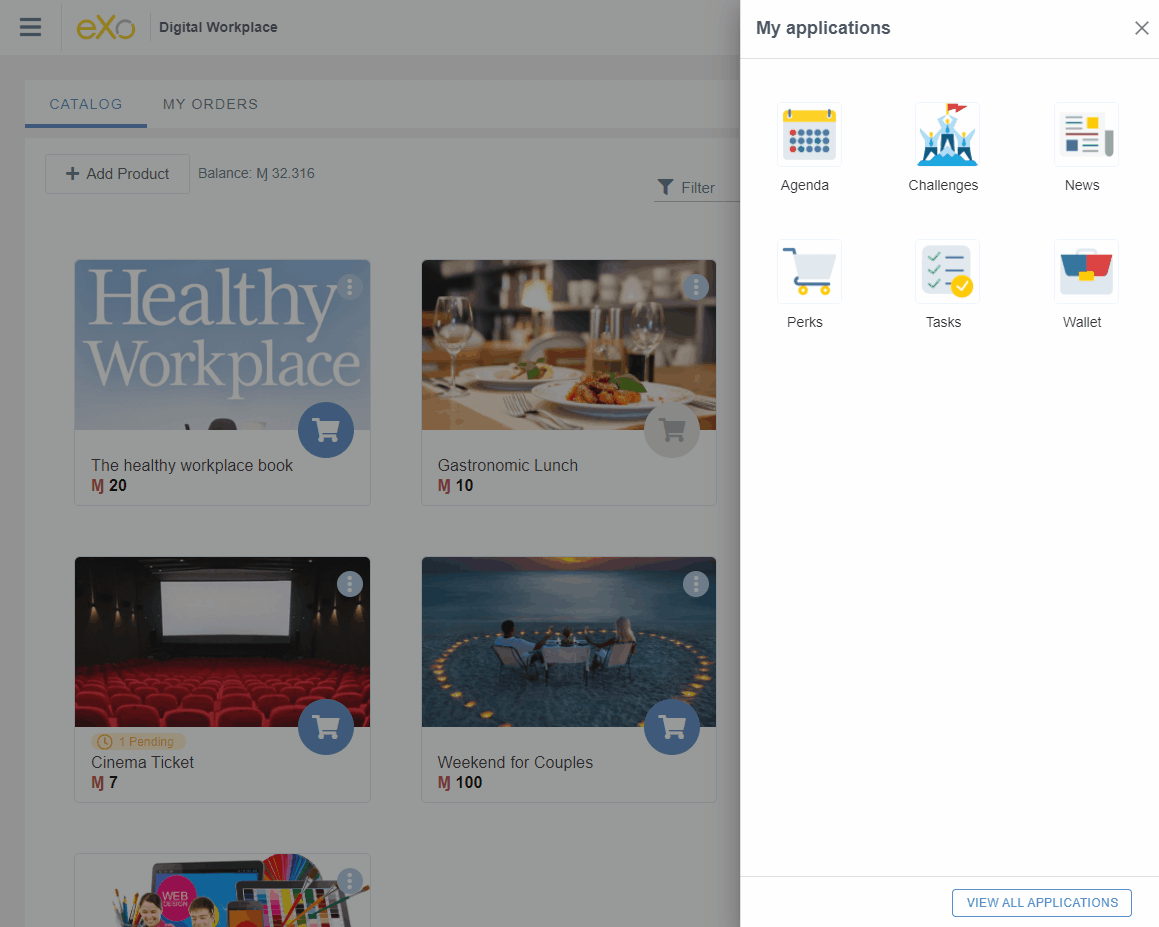 eXo
Digital Workplace
CATALOG
MY ORDERS
Add Product
Balance: Ɱ 32.316
Filter
Healthy
Workplace
The healthy workplace book
Ɱ 20
Gastronomic Lunch
Ɱ 10
1 Pending
Cinema Ticket
Ɱ 7
Weekend for Couples
Ɱ 100
WEB
DESIGN
My applications
Agenda
Challenges
News
Perks
Tasks
Wallet
VIEW ALL APPLICATIONS